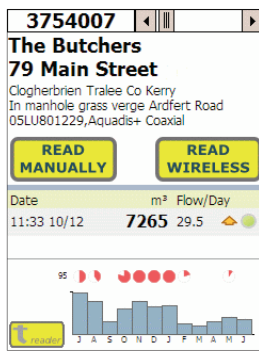 3754007
The Butchers
79 Main Street
Clogherbrien Tralee Co Kerry
In manhole grass verge Ardfert Road
05LU801229,Aquadis+ Coaxial
READ MANUALLY
READ WIRELESS
Date m³ Flow/Day
11:33 10/12 7265 29.5
95
t reader
J A S O N D J F M A M J